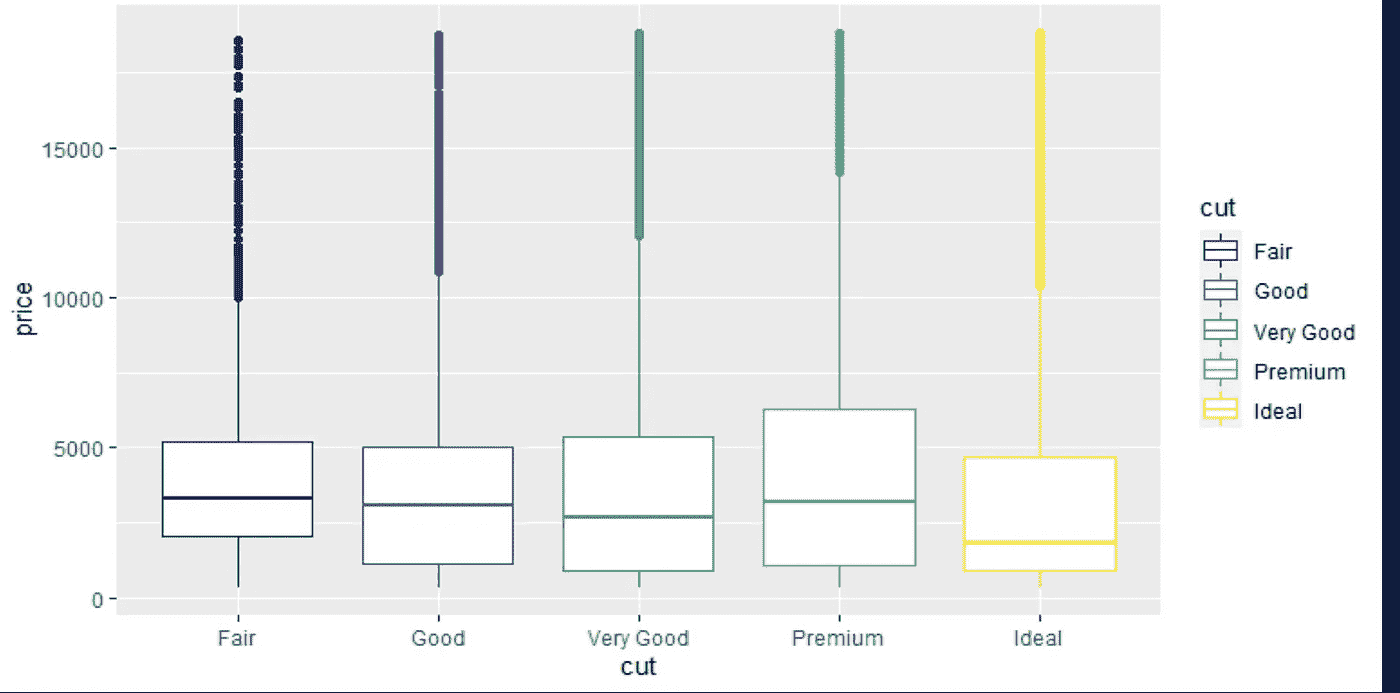 price
15000
10000
5000
0
Fair
Good
Very Good
Premium
Ideal
cut
cut
Fair
Good
Very Good
Premium
Ideal